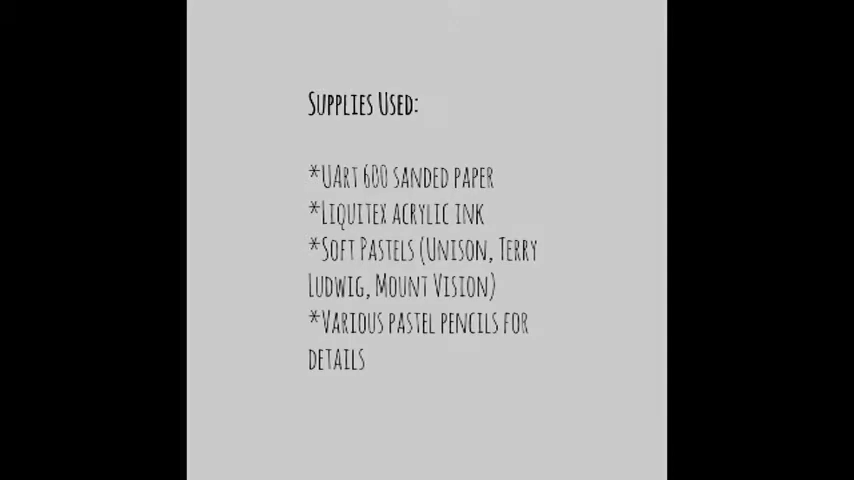 Supplies Used:
*UArt 600 sanded paper
*Liquitex acrylic ink
*Soft Pastels (Unison, Terry
Ludwig, Mount Vision)
*Various pastel pencils for
details